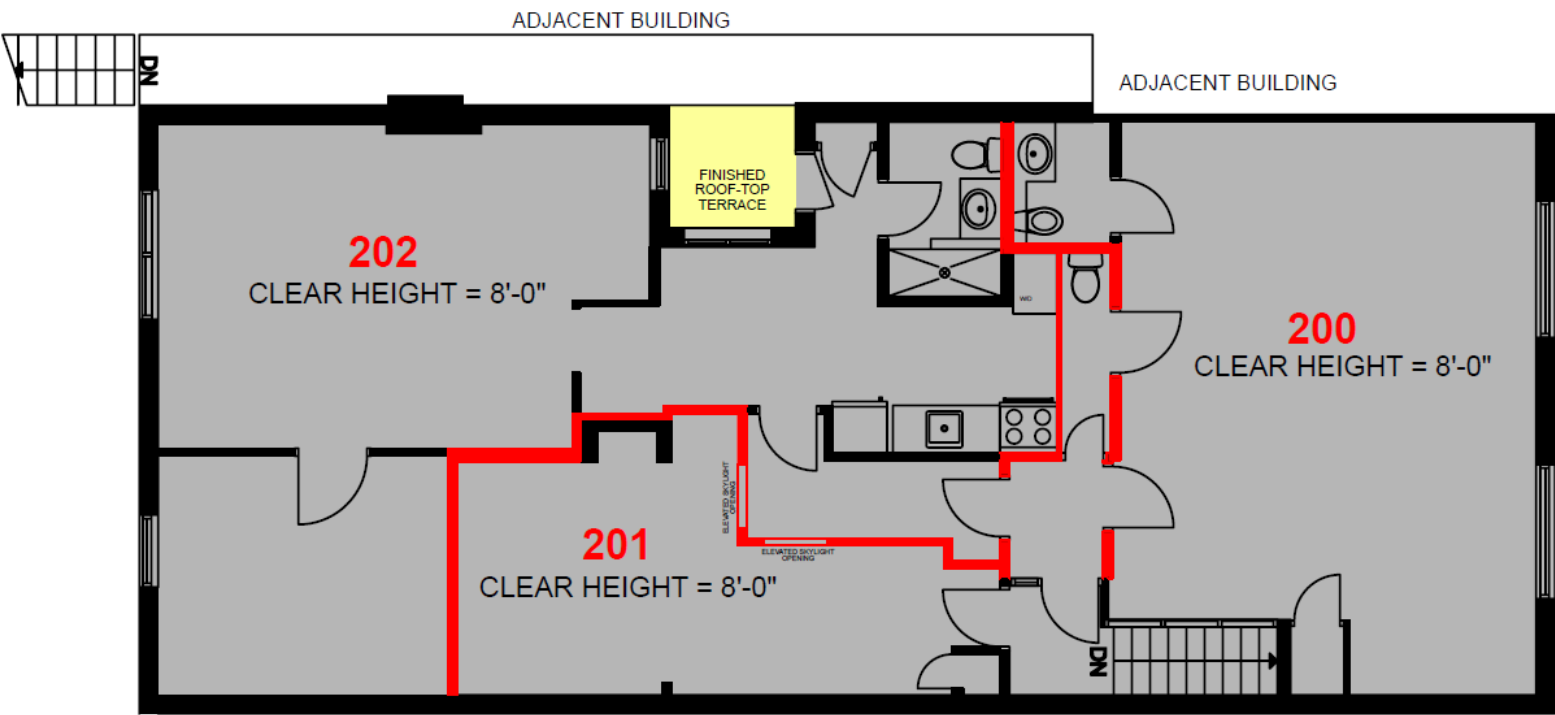 ADJACENT BUILDING
DN
ADJACENT BUILDING
FINISHED
ROOF-TOP
TERRACE
202
CLEAR HEIGHT = 8'-0"
W/D
200
CLEAR HEIGHT = 8'-0"
ELEVATED SKYLIGHT
OPENING
201
CLEAR HEIGHT = 8'-0"
ELEVATED SKYLIGHT
OPENING
DN